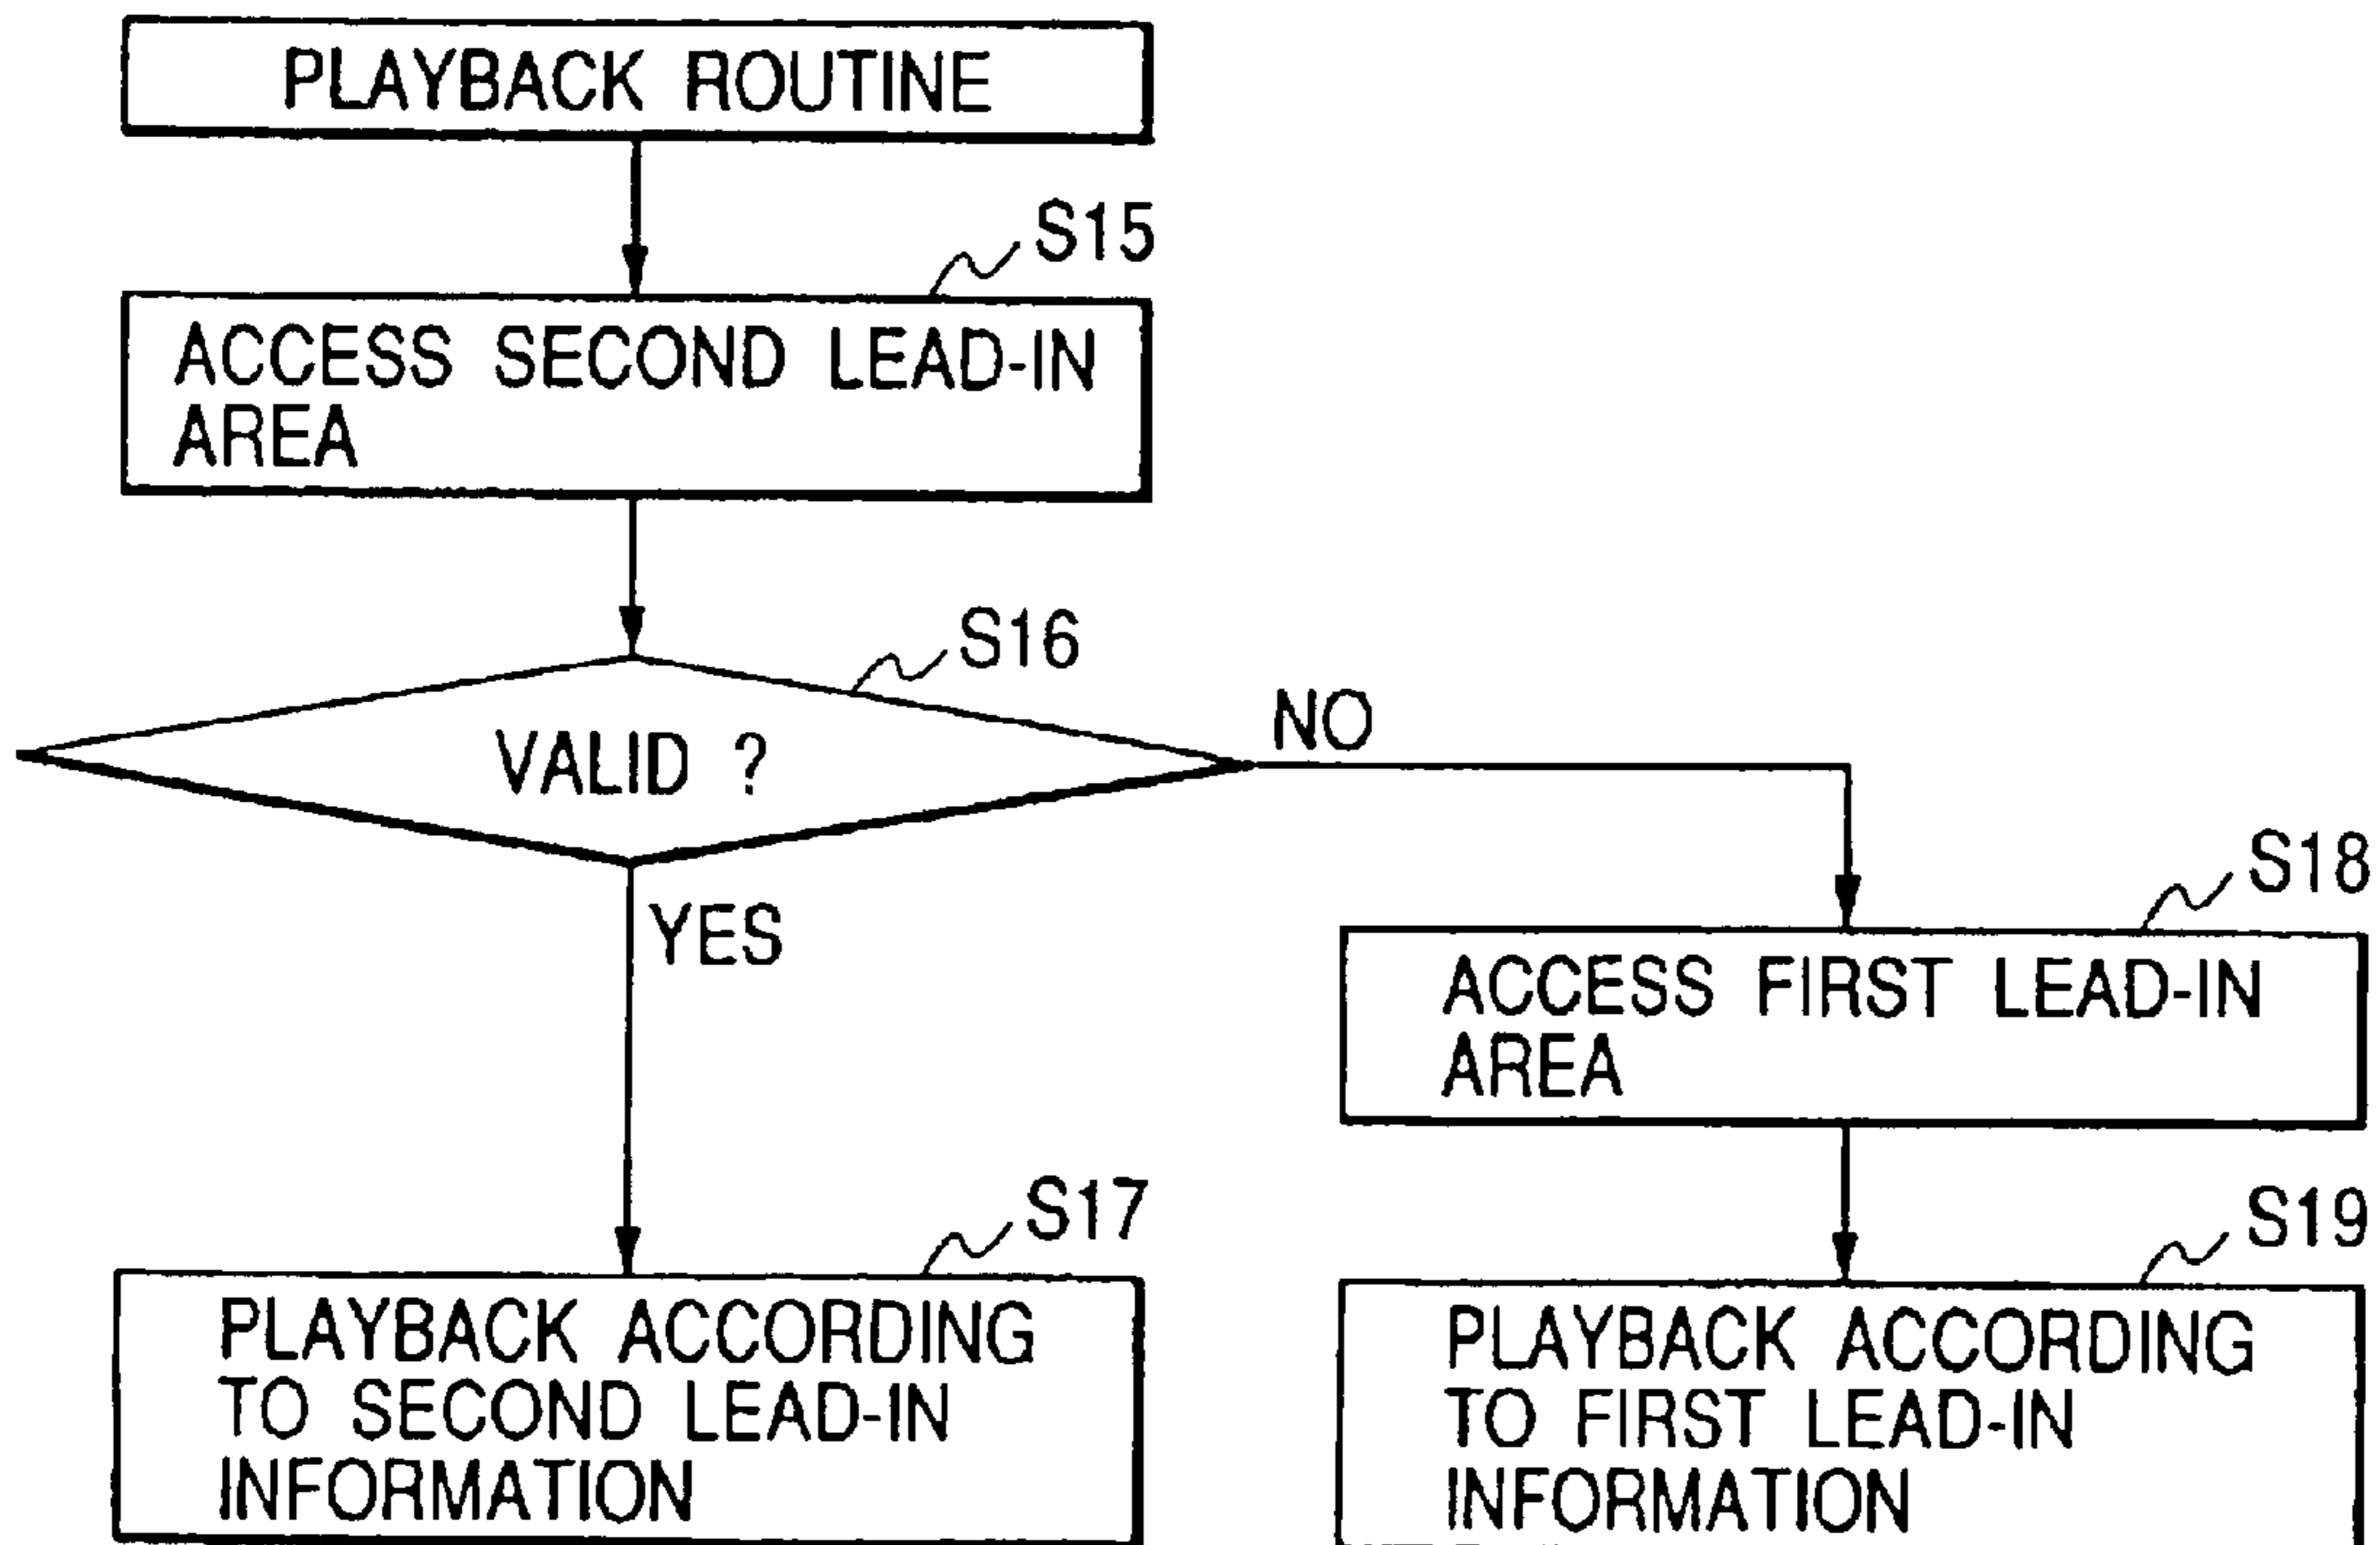 PLAYBACK ROUTINE
S15
ACCESS SECOND LEAD-IN
AREA
S16
VALID ?
NO
YES
S18
ACCESS FIRST LEAD-IN
AREA
S17
PLAYBACK ACCORDING
TO SECOND LEAD-IN
INFORMATION
S19
PLAYBACK ACCORDING
TO FIRST LEAD-IN
INFORMATION